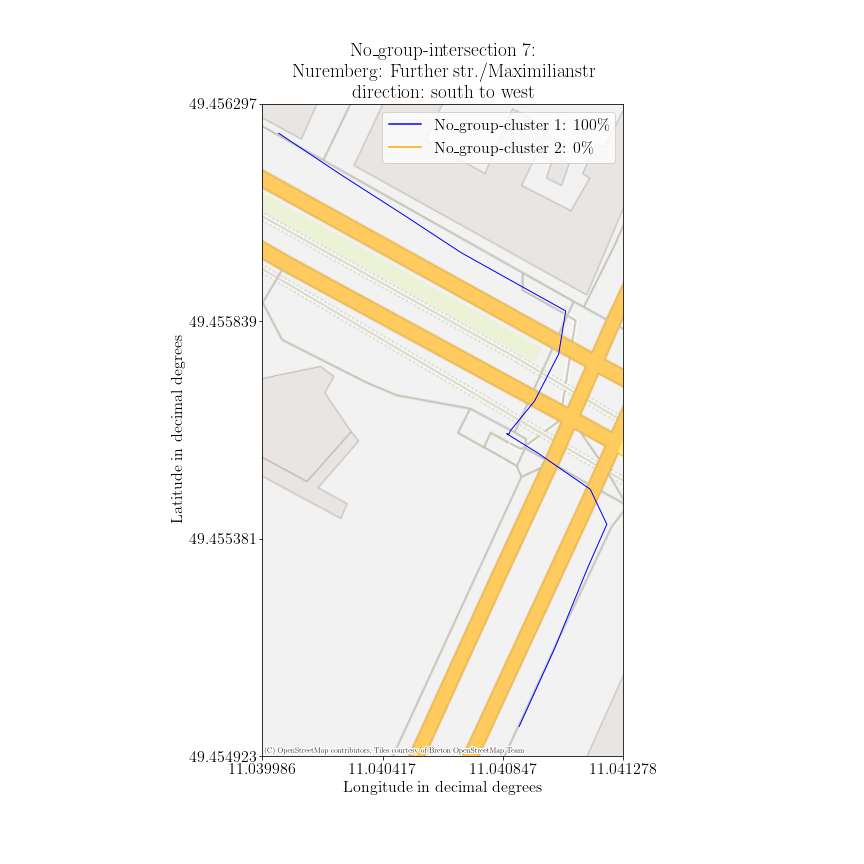 No_group-intersection 7:
Nuremberg: Further str./Maximilianstr
direction: south to west
No_group-cluster 1: 100%
No_group-cluster 2: 0%
49.456297
49.455839
49.455381
49.454923
Latitude in decimal degrees
(C) OpenStreetMap contributors, Tiles courtesy of Breton OpenStreetMap Team
11.039986 11.040417 11.040847 11.041278
Longitude in decimal degrees